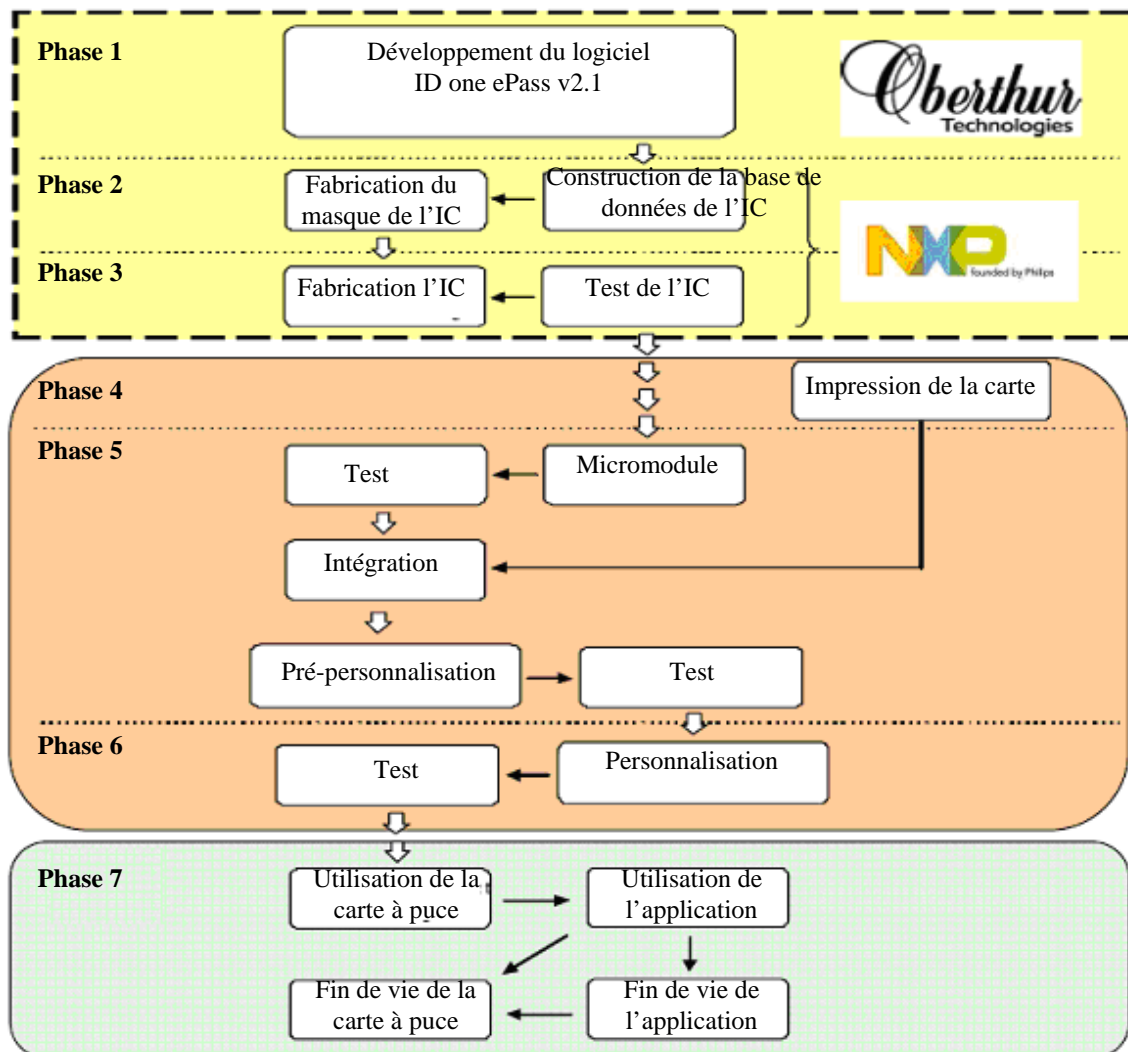 Phase 1
Développement du logiciel
ID one ePass v2.1
Oberthur
Technologies
Phase 2
Fabrication du
masque de l'IC
Construction de la base de
données de l'IC
NXP
founded by Philips
Phase 3
Fabrication l'IC
Test de l'IC
Phase 4
Impression de la carte
Phase 5
Test
Micromodule
Intégration
Pré-personnalisation
Test
Phase 6
Test
Personnalisation
Phase 7
Utilisation de la
carte à puce
Utilisation de
l'application
Fin de vie de la
carte à puce
Fin de vie de
l'application